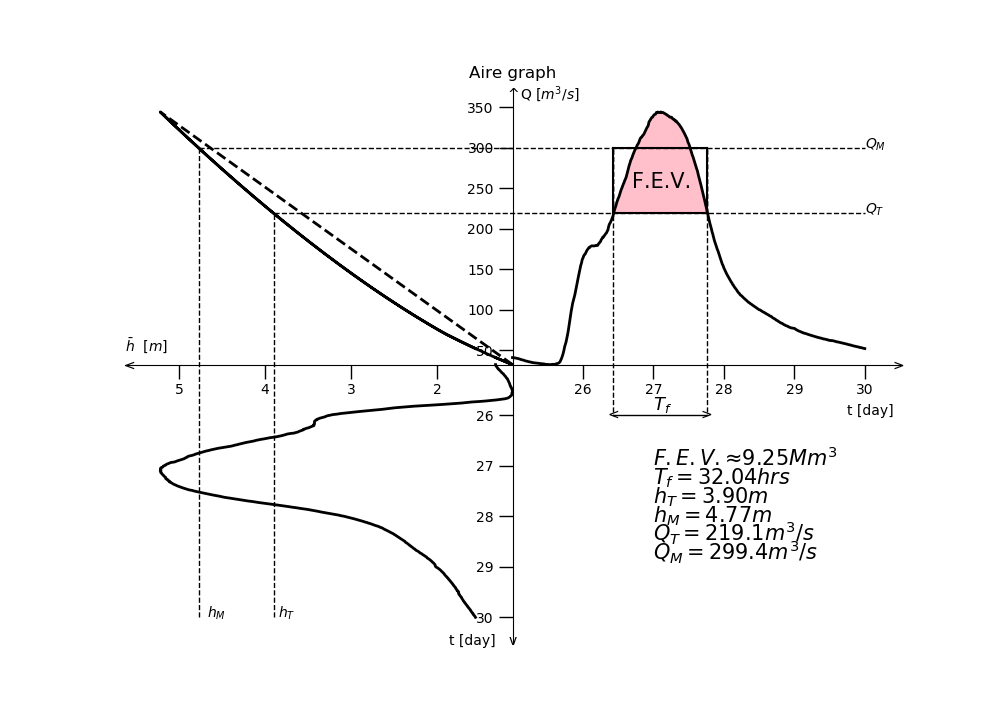 Aire graph
Q [m³/s]
350
300
Q_M
250
F.E.V.
Q_T
200
150
100
50
h̄ [m]
5 4 3 2
26 27 28 29 30
t [day]
T_f
26
27
28
29
30
t [day]
h_M h_T
F.E.V.≈9.25Mm³
T_f = 32.04hrs
h_T = 3.90m
h_M = 4.77m
Q_T = 219.1m³/s
Q_M = 299.4m³/s